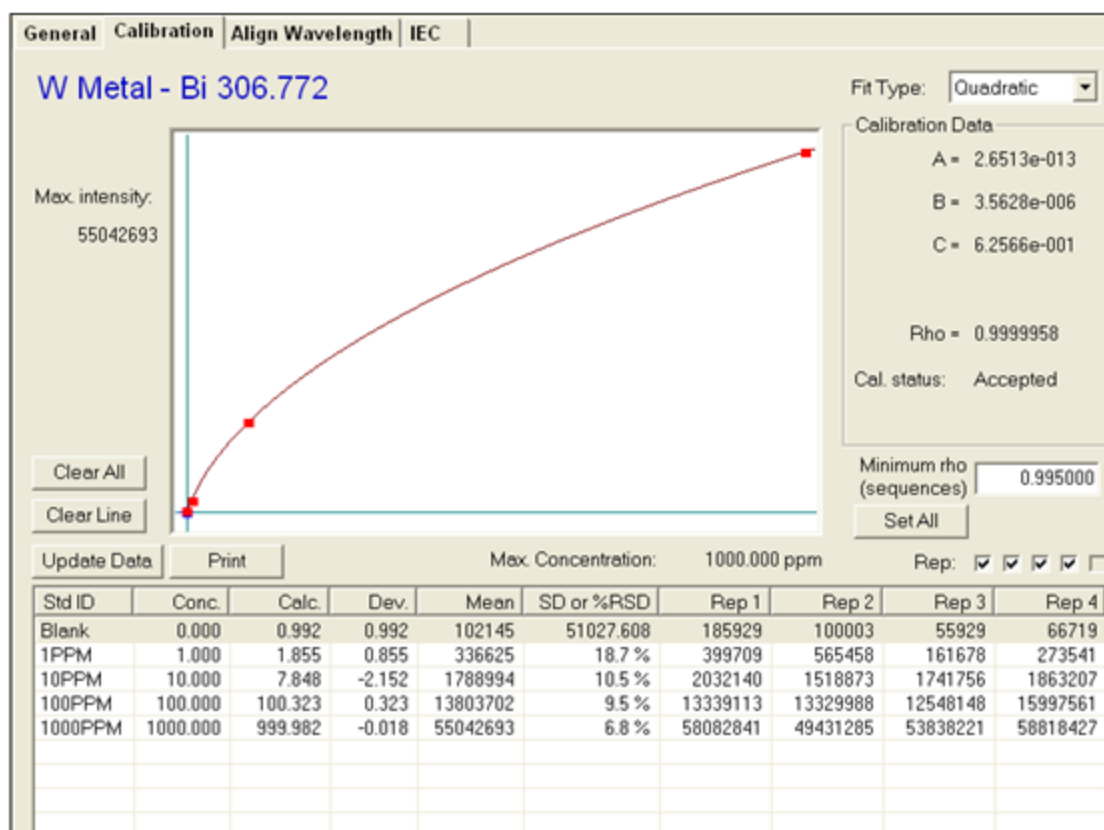 General Calibration Align Wavelength IEC
W Metal - Bi 306.772
Fit Type: Quadratic
Calibration Data
A = 2.6513e-013
B = 3.5628e-006
C = 6.2566e-001
Rho = 0.9999958
Cal. status: Accepted
Max. intensity:
55042693
Clear All
Clear Line
Minimum rho
(sequences) 0.995000
Set All
Update Data Print Max. Concentration: 1000.000 ppm Rep:
Std ID Conc. Calc. Dev. Mean SD or %RSD Rep 1 Rep 2 Rep 3 Rep 4
Blank 0.000 0.992 0.992 102145 51027.608 185929 100003 55929 66719
1PPM 1.000 1.855 0.855 336625 18.7 % 399709 565458 161678 273541
10PPM 10.000 7.848 -2.152 1788994 10.5 % 2032140 1518873 1741756 1863207
100PPM 100.000 100.323 0.323 13803702 9.5 % 13339113 13329988 12548148 15997561
1000PPM 1000.000 999.982 -0.018 55042693 6.8 % 58082841 49431285 53838221 58818427